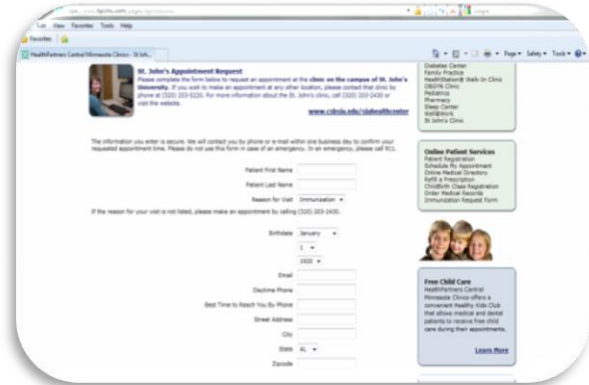 View Favorites Tools Help
Favorites
HealthPartners Central Minnesota Clinics - St Joh...
Page Safety Tools
St. John's Appointment Request
Please complete the form below to request an appointment at the clinic on the campus of St. John's
University. If you wish to make an appointment at any other location, please contact that clinic by
phone at (320) 203-5220. For more information about the St. John's clinic, call (320) 203-2430 or
visit the website.
www.csbsju.edu/sjuhealthcenter
The information you enter is secure. We will contact you by phone or e-mail within one business day to confirm your
requested appointment time. Please do not use this form in case of an emergency. In an emergency, please call 911.
Patient First Name
Patient Last Name
Reason for Visit Immunization
If the reason for your visit is not listed, please make an appointment by calling (320) 203-2430.
Birthdate January
1
1920
Email
Daytime Phone
Best Time to Reach You By Phone
Street Address
City
State AL
Zipcode
Diabetes Center
Family Practice
HealthStation® Walk-In Clinic
OBGYN Clinic
Pediatrics
Pharmacy
Sleep Center
Well@Work
St John's Clinic
Online Patient Services
Patient Registration
Schedule My Appointment
Online Medical Directory
Refill a Prescription
ChildBirth Class Registration
Order Medical Records
Immunization Request Form
Free Child Care
HealthPartners Central
Minnesota Clinics offers a
convenient Healthy Kids Club
that allows medical and dental
patients to receive free child
care during their appointments.
Learn More